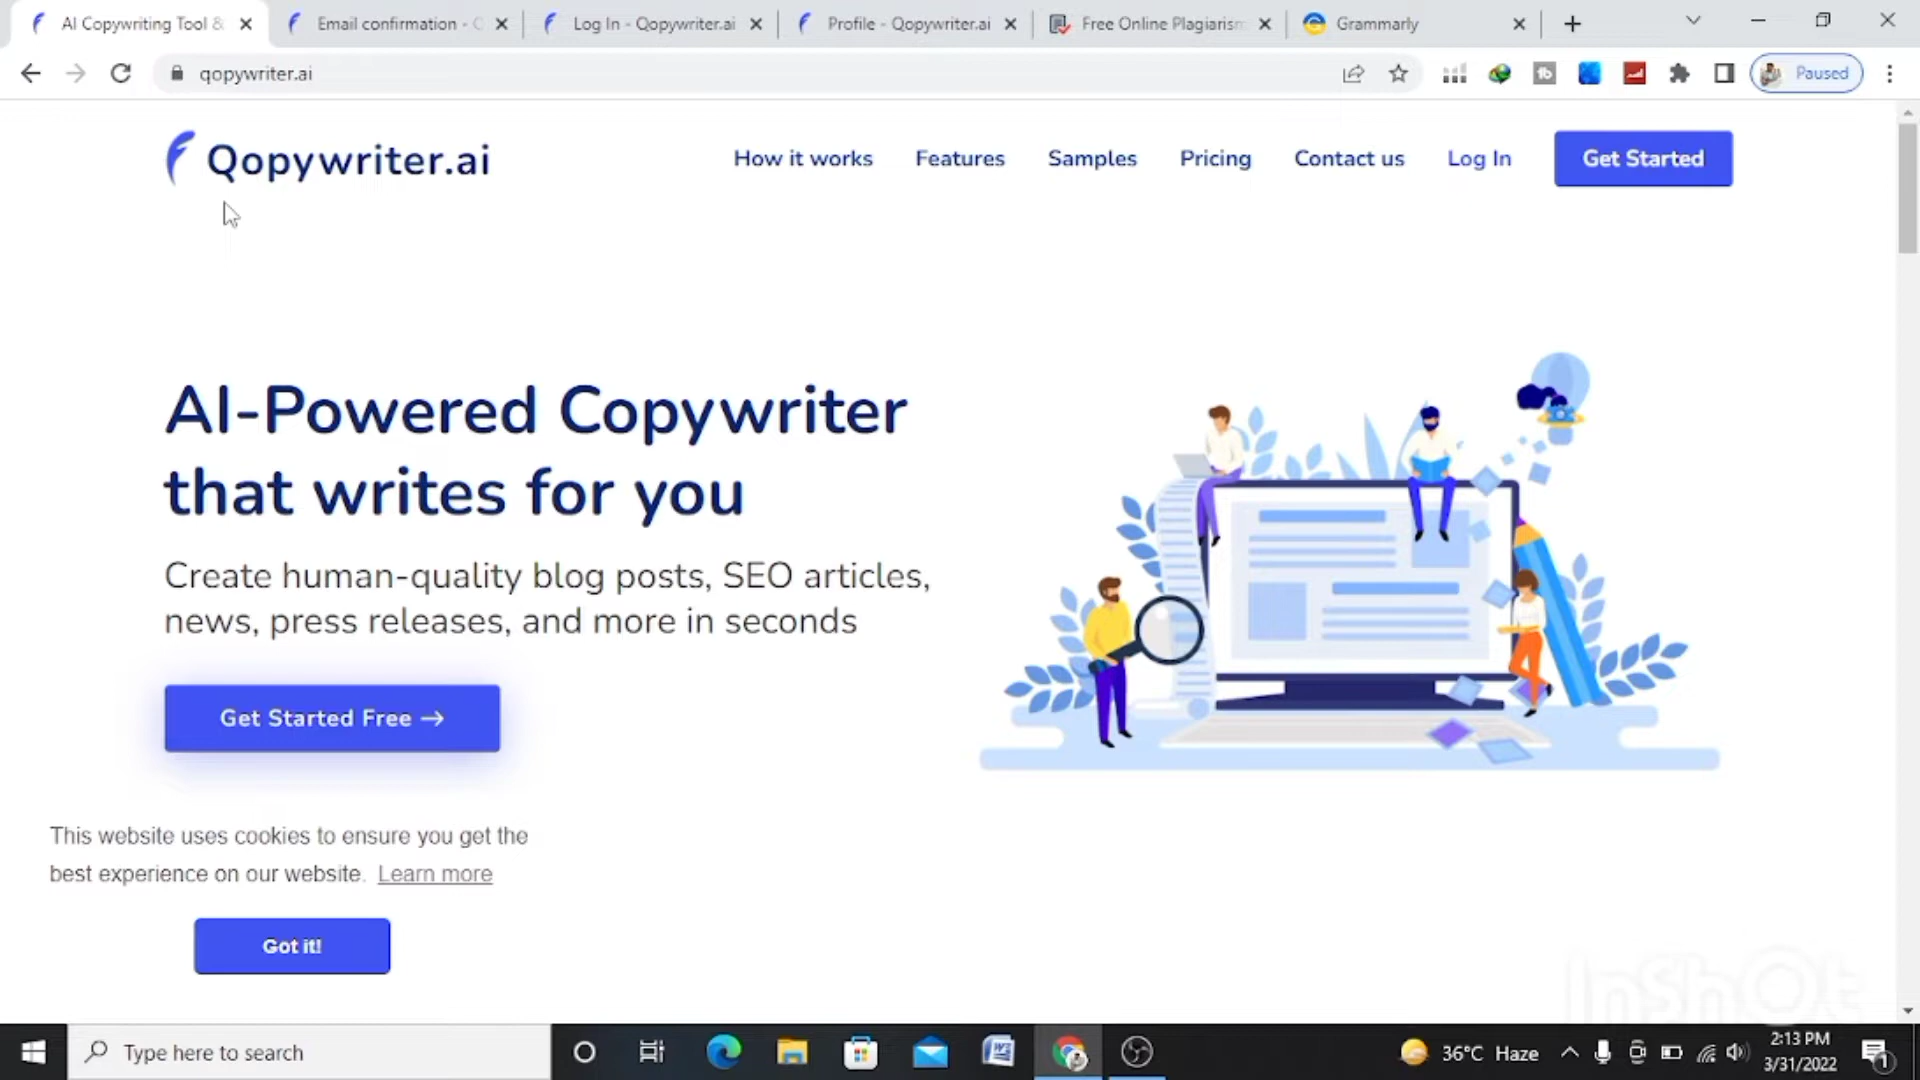 AI Copywriting Tool &
Email confirmation -
Log In - Qopywriter.ai
Profile - Qopywriter.ai
Free Online Plagiarism
Grammarly
qopywriter.ai
Paused
Qopywriter.ai
How it works
Features
Samples
Pricing
Contact us
Log In
Get Started
AI-Powered Copywriter
that writes for you
Create human-quality blog posts, SEO articles,
news, press releases, and more in seconds
Get Started Free →
This website uses cookies to ensure you get the
best experience on our website. Learn more
Got it!
InShOt
Type here to search
36°C Haze
2:13 PM
3/31/2022
1